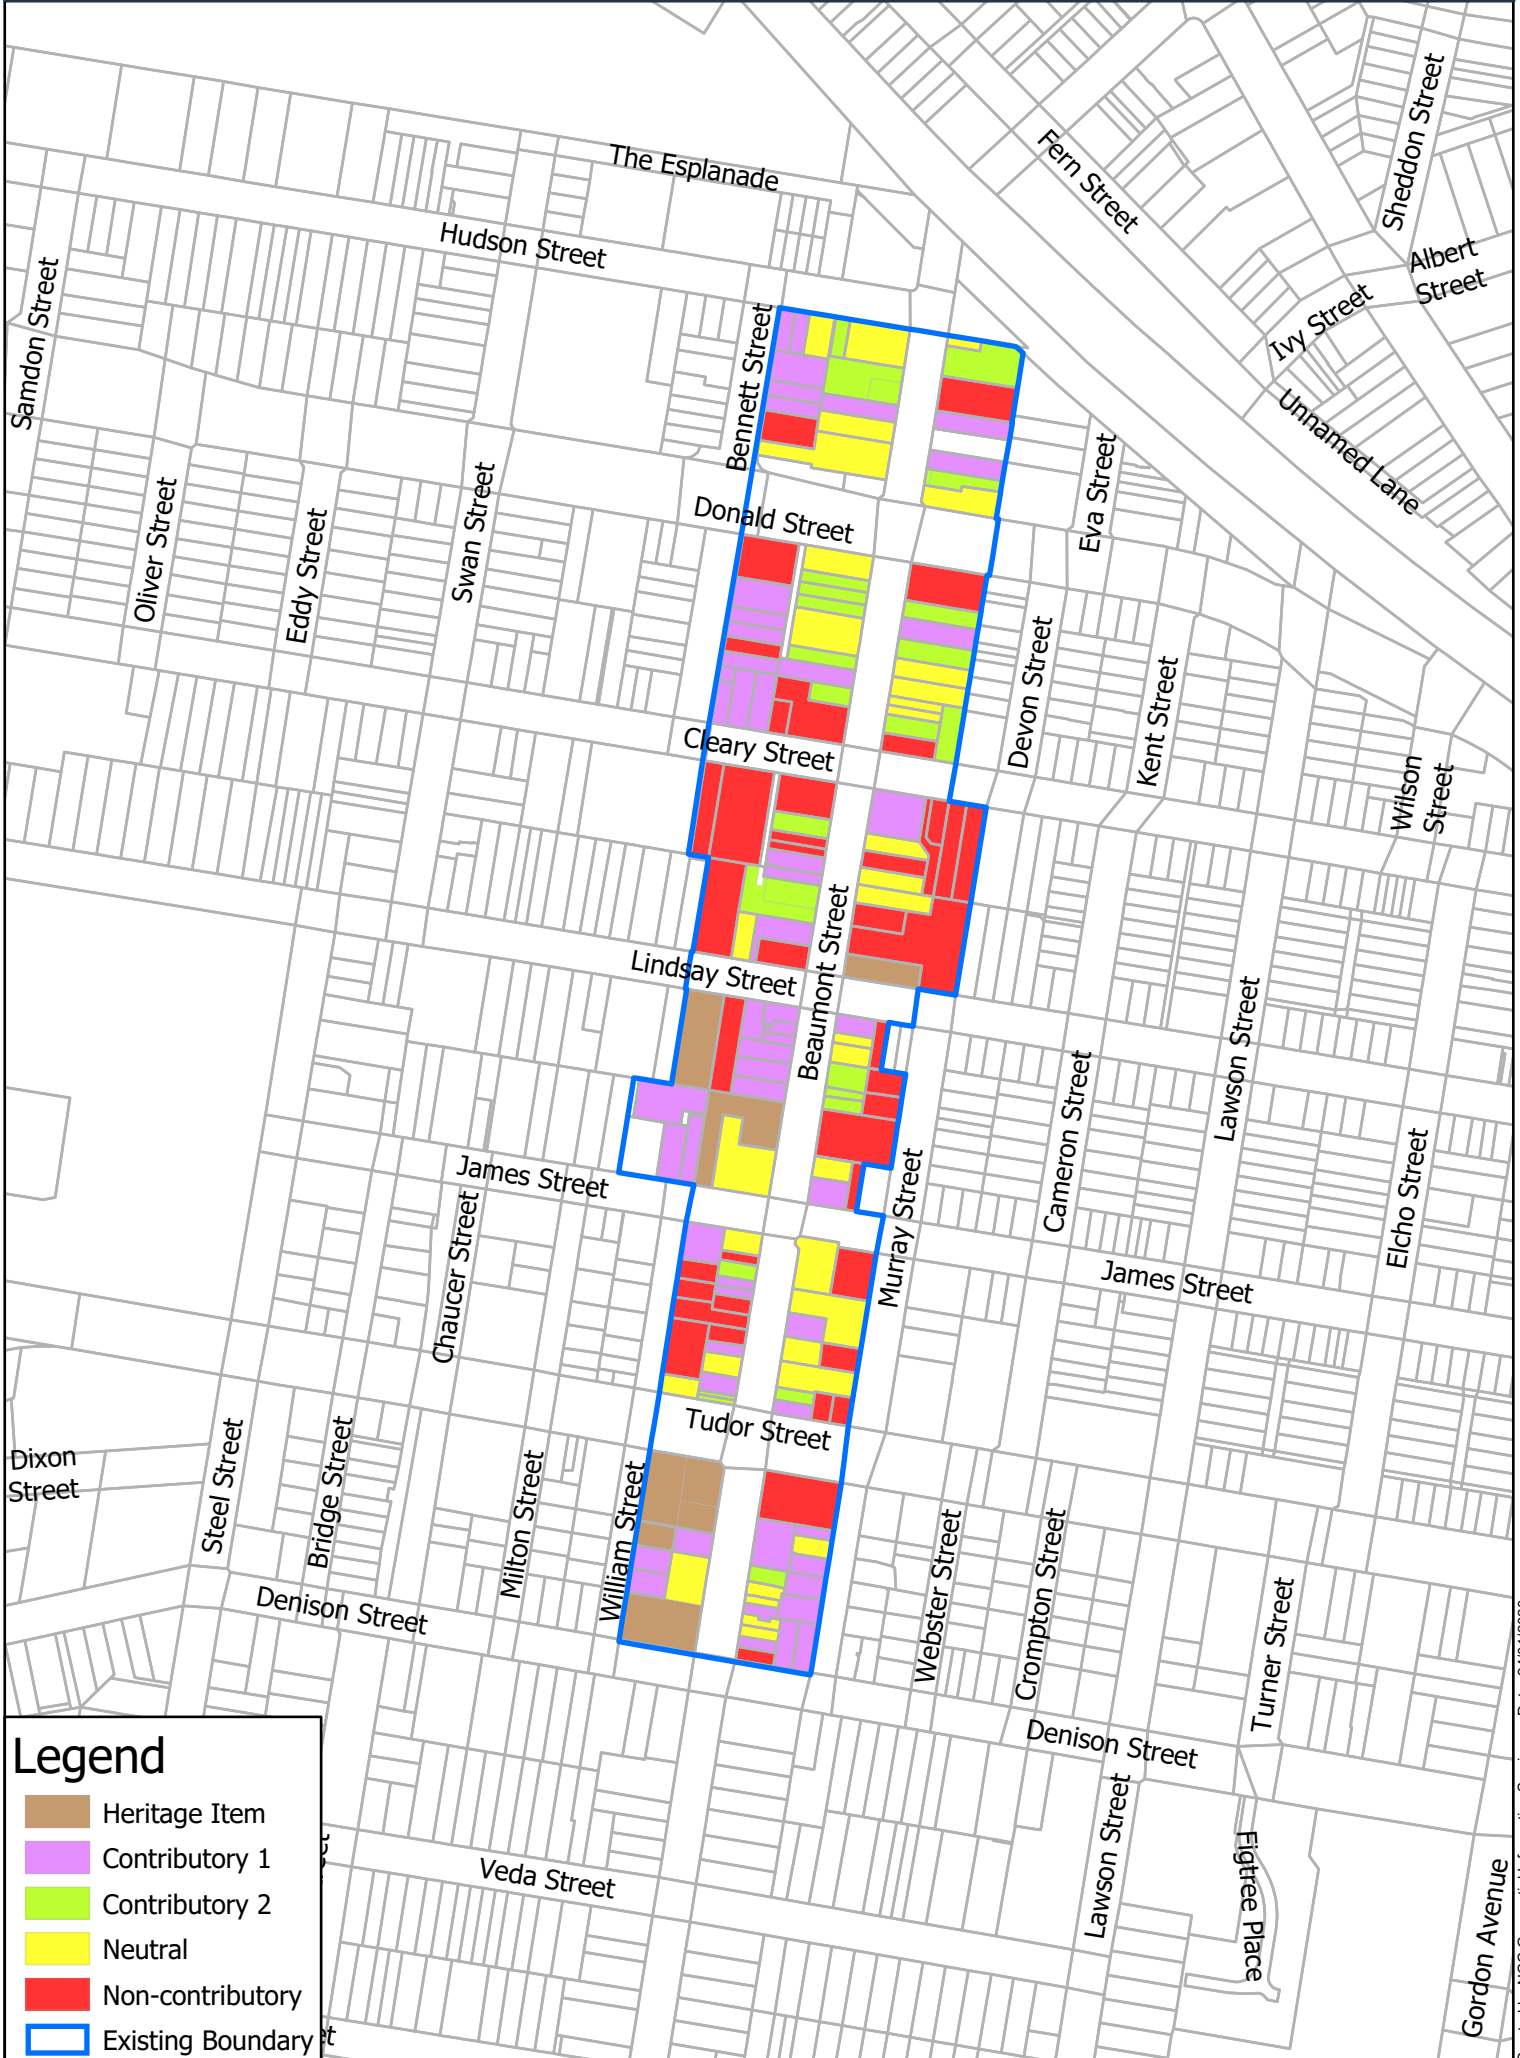 Sheddon Street
Fern Street
The Esplanade
Hudson Street
Albert
Street
Samdon Street
Ivy Street
Bennett Street
Unnamed Lane
Eva Street
Donald Street
Oliver Street
Swan Street
Eddy Street
Devon Street
Kent Street
Cleary Street
Wilson
Street
Beaumont Street
Lindsay Street
Lawson Street
Cameron Street
James Street
Murray Street
Elcho Street
Chaucer Street
James Street
Tudor Street
Dixon
Street
Steel Street
Bridge Street
Milton Street
William Street
Webster Street
Crompton Street
Denison Street
Turner Street
Denison Street
Legend
Heritage Item
Contributory 1
Contributory 2
Neutral
Non-contributory
Existing Boundary
Veda Street
Lawson Street
Figtree Place
Gordon Avenue